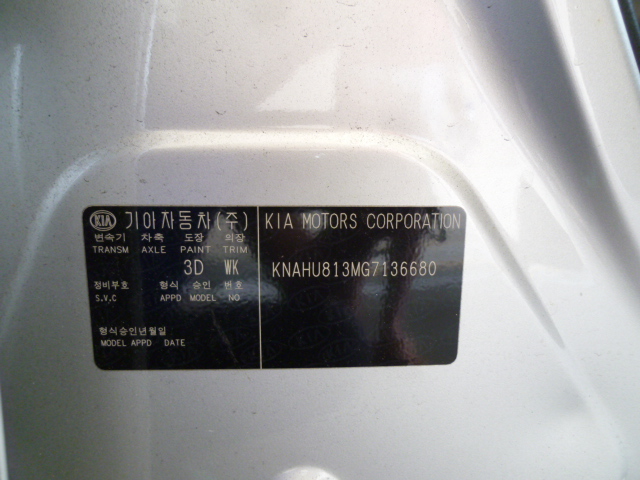 KIA 기아자동차(주)
변속기 차축 도장 의장
TRANSM AXLE PAINT TRIM
3D WK
정비부호 형식 승인 번호
S.V.C APPD MODEL NO
형식승인년월일
MODEL APPD DATE
KIA MOTORS CORPORATION
KNAHU813MG7136680